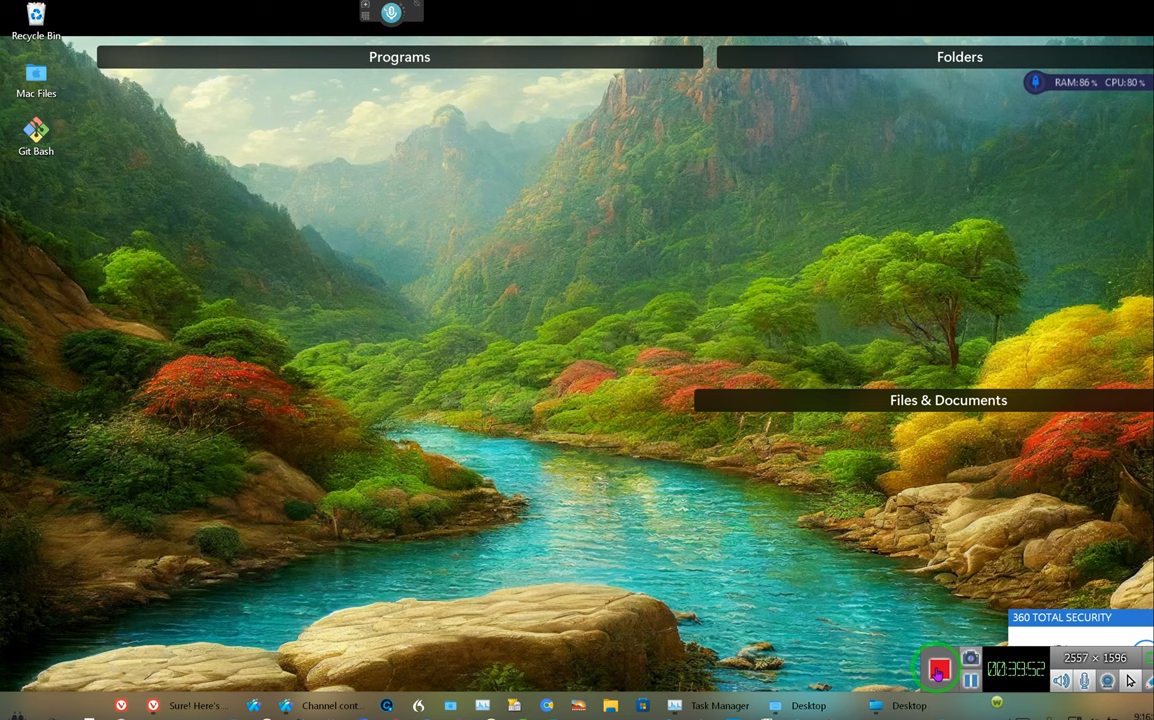 Recycle Bin
Programs
Folders
RAM:86% CPU:80%
Mac Files
Git Bash
Files & Documents
360 TOTAL SECURITY
2557 × 1596
00:39:52
Sure! Here's ...
Channel cont...
Task Manager
Desktop
Desktop